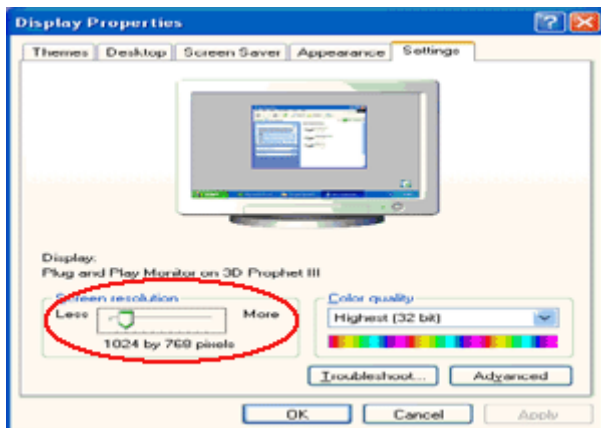 Display Properties
Themes Desktop Screen Saver Appearance Settings
Display:
Plug and Play Monitor on 3D Prophet III
Screen resolution
Less More
1024 by 768 pixels
Color quality
Highest (32 bit)
Troubleshoot... Advanced
OK Cancel Apply